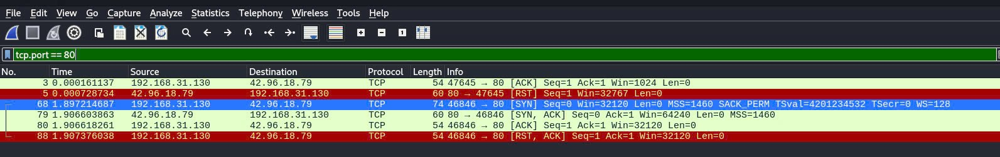 File Edit View Go Capture Analyze Statistics Telephony Wireless Tools Help
tcp.port == 80
No. Time Source Destination Protocol Length Info
3 0.000161137 192.168.31.130 42.96.18.79 TCP 54 47645 → 80 [ACK] Seq=1 Ack=1 Win=1024 Len=0
5 0.000728734 42.96.18.79 192.168.31.130 TCP 60 80 → 47645 [RST] Seq=1 Win=32767 Len=0
68 1.897214687 192.168.31.130 42.96.18.79 TCP 74 46846 → 80 [SYN] Seq=0 Win=32120 Len=0 MSS=1460 SACK_PERM TSval=4201234532 TSecr=0 WS=128
79 1.906603863 42.96.18.79 192.168.31.130 TCP 60 80 → 46846 [SYN, ACK] Seq=0 Ack=1 Win=64240 Len=0 MSS=1460
80 1.906618261 192.168.31.130 42.96.18.79 TCP 54 46846 → 80 [ACK] Seq=1 Ack=1 Win=32120 Len=0
88 1.907376038 192.168.31.130 42.96.18.79 TCP 54 46846 → 80 [RST, ACK] Seq=1 Ack=1 Win=32120 Len=0